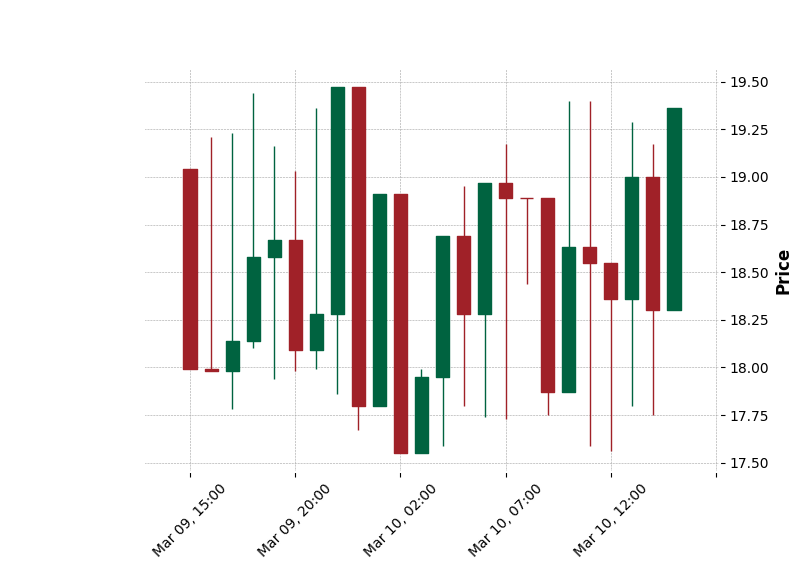 19.50
19.25
19.00
18.75
18.50
18.25
18.00
17.75
17.50
Price
Mar 09, 15:00
Mar 09, 20:00
Mar 10, 02:00
Mar 10, 07:00
Mar 10, 12:00